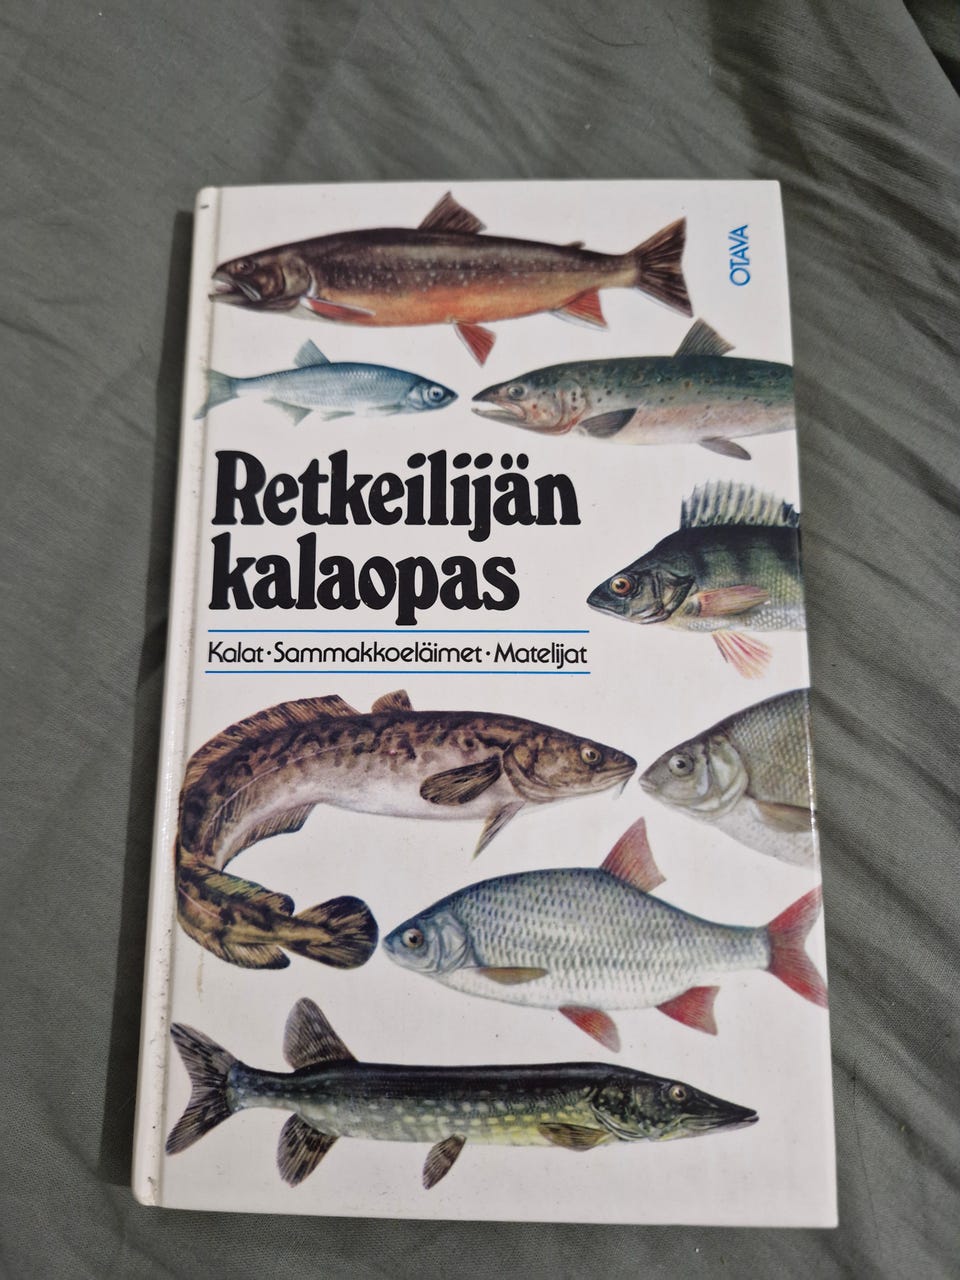 OTAVA
Retkeilijän
kalaopas
Kalat · Sammakkoeläimet · Matelijat